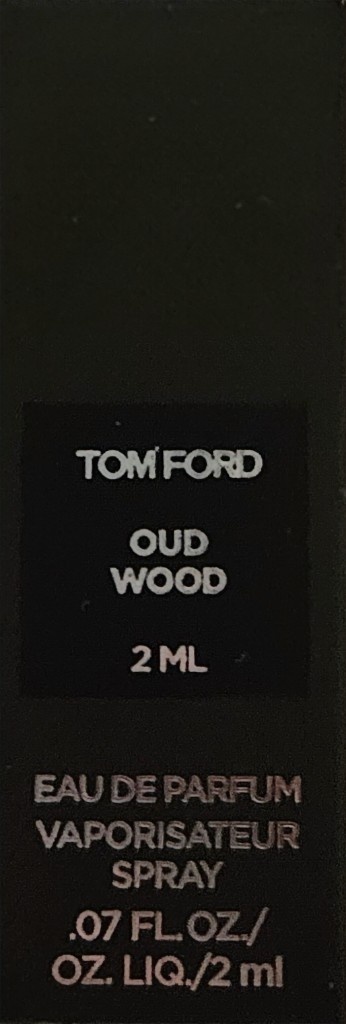 TOM FORD
OUD
WOOD
2 ML
EAU DE PARFUM
VAPORISATEUR
SPRAY
.07 FL.OZ./
OZ. LIQ./2 ml